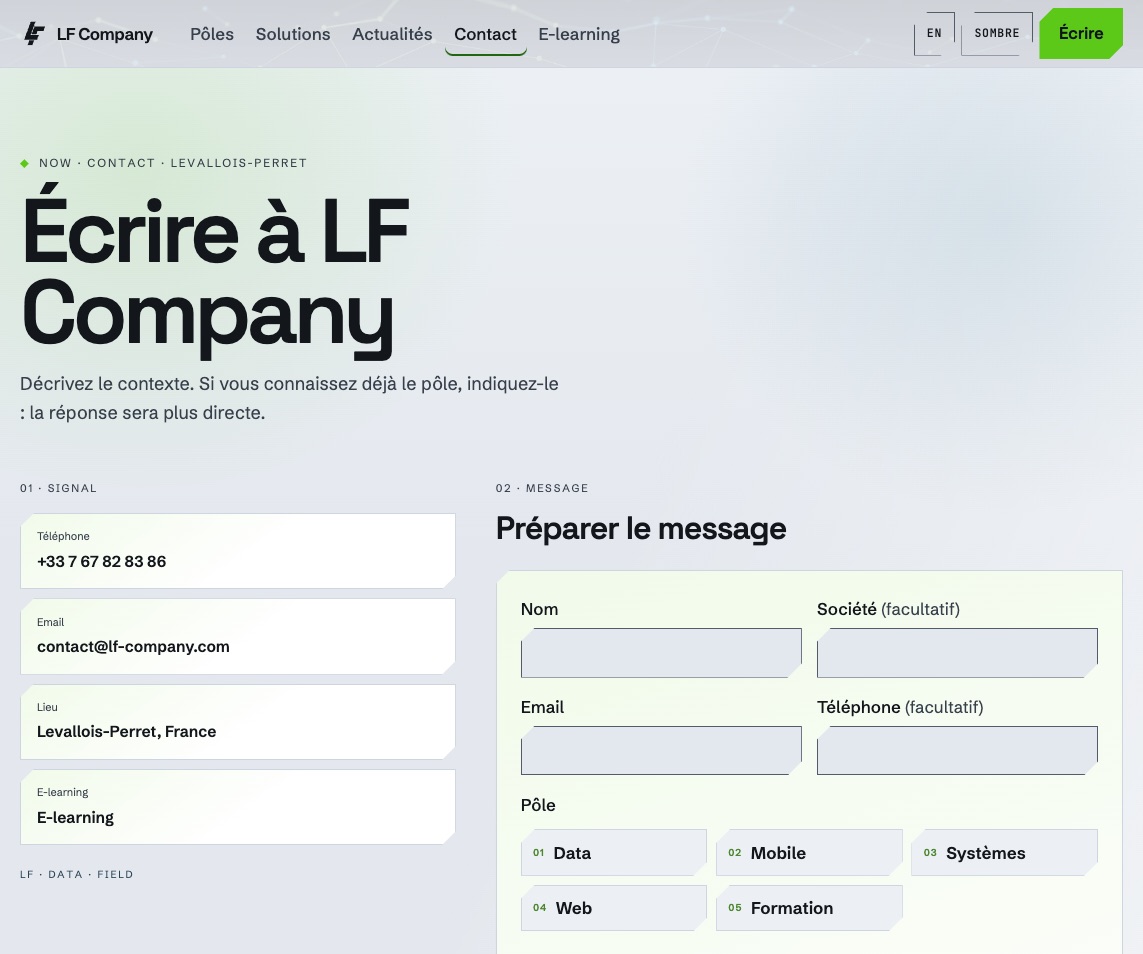 LF Company
Pôles
Solutions
Actualités
Contact
E-learning
EN
SOMBRE
Écrire
NOW · CONTACT · LEVALLOIS-PERRET
Écrire à LF
Company
Décrivez le contexte. Si vous connaissez déjà le pôle, indiquez-le
: la réponse sera plus directe.
01 · SIGNAL
Téléphone
+33 7 67 82 83 86
Email
contact@lf-company.com
Lieu
Levallois-Perret, France
E-learning
E-learning
LF · DATA · FIELD
02 · MESSAGE
Préparer le message
Nom
Société (facultatif)
Email
Téléphone (facultatif)
Pôle
01 Data
02 Mobile
03 Systèmes
04 Web
05 Formation